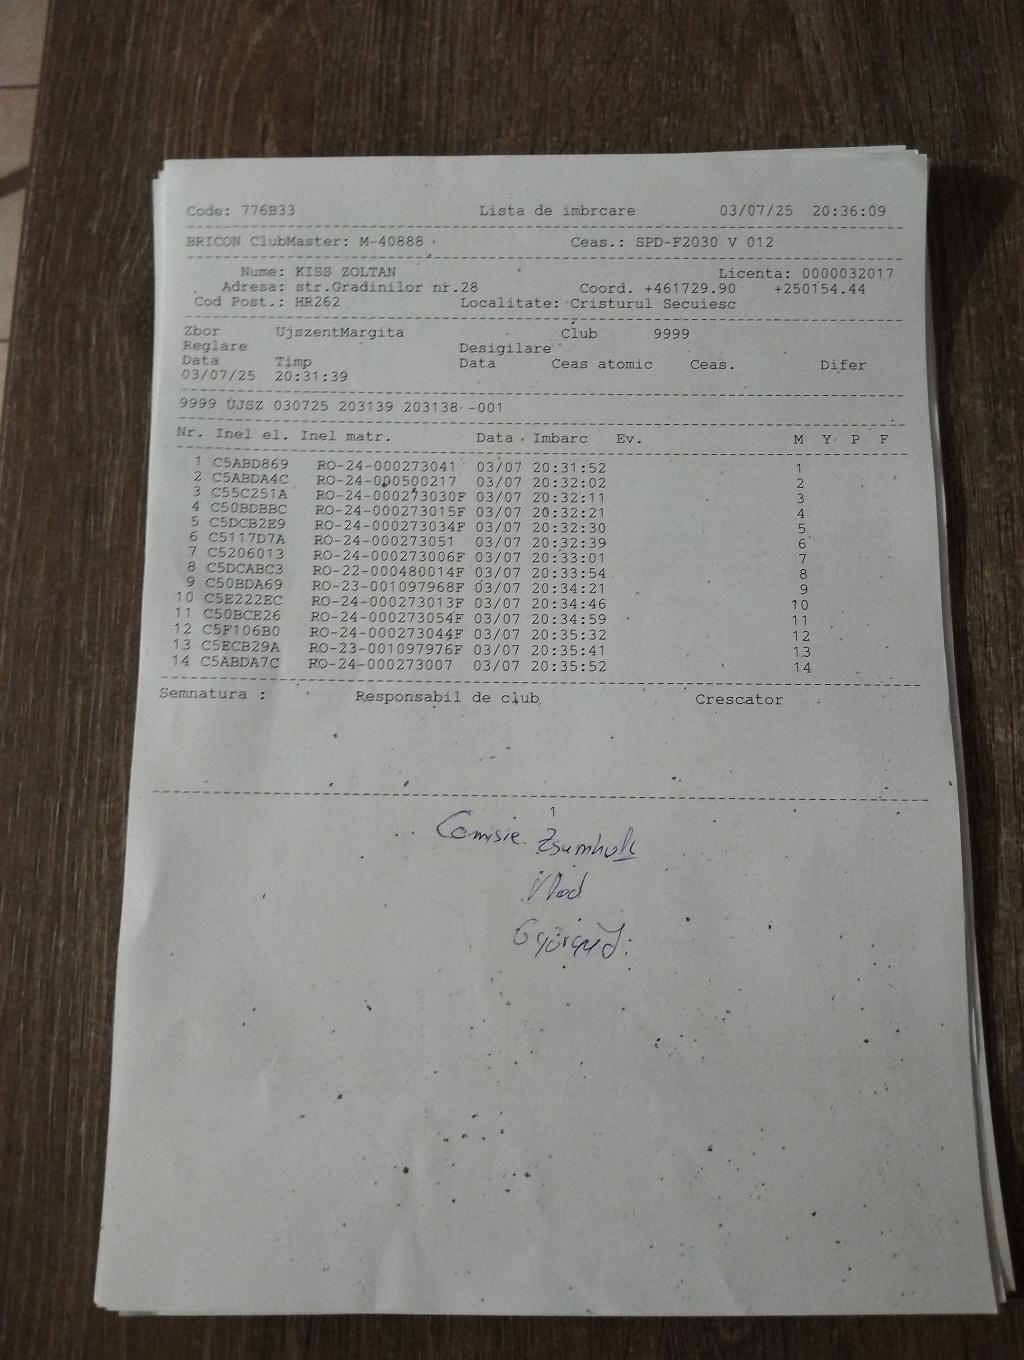 Code: 776B33 Lista de imbrcare 03/07/25 20:36:09
BRICON ClubMaster: M-40888 Ceas.: SPD-F2030 V 012
Nume: KISS ZOLTAN Licenta: 0000032017
Adresa: str.Gradinilor nr.28 Coord. +461729.90 +250154.44
Cod Post.: HR262 Localitate: Cristurul Secuiesc
Zbor UjszentMargita Club 9999
Reglare Desigilare
Data Timp Data Ceas atomic Ceas. Difer
03/07/25 20:31:39
9999 UJSZ 030725 203139 203138 -001
Nr. Inel el. Inel matr. Data Imbarc Ev. M Y P F
1 C5ABD869 RO-24-000273041 03/07 20:31:52 1
2 C5ABDA4C RO-24-000500217 03/07 20:32:02 2
3 C55C251A RO-24-000273030F 03/07 20:32:11 3
4 C50BDBBC RO-24-000273015F 03/07 20:32:21 4
5 C5DCB2E9 RO-24-000273034F 03/07 20:32:30 5
6 C5117D7A RO-24-000273051 03/07 20:32:39 6
7 C5206013 RO-24-000273006F 03/07 20:33:01 7
8 C5DCABC3 RO-22-000480014F 03/07 20:33:54 8
9 C50BDA69 RO-23-001097968F 03/07 20:34:21 9
10 C5E222EC RO-24-000273013F 03/07 20:34:46 10
11 C50BCE26 RO-24-000273054F 03/07 20:34:59 11
12 C5F106B0 RO-24-000273044F 03/07 20:35:32 12
13 C5ECB29A RO-23-001097976F 03/07 20:35:41 13
14 C5ABDA7C RO-24-000273007 03/07 20:35:52 14
Semnatura : Responsabil de club Crescator
1
Comisie
Vlad